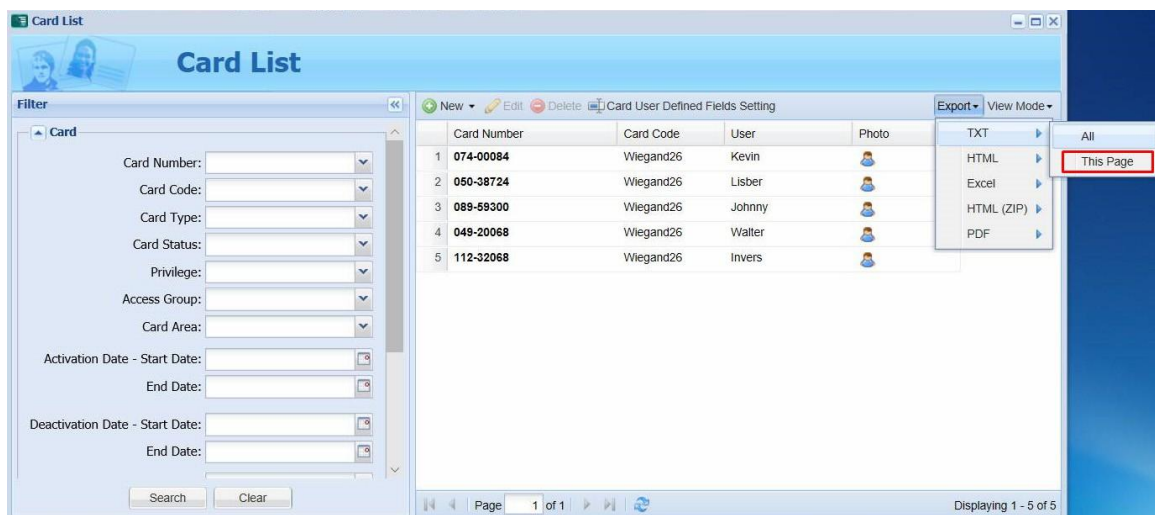 Card List
Card List
Filter
Card
Card Number:
Card Code:
Card Type:
Card Status:
Privilege:
Access Group:
Card Area:
Activation Date - Start Date:
End Date:
Deactivation Date - Start Date:
End Date:
Search Clear
New Edit Delete Card User Defined Fields Setting Export View Mode
Card Number Card Code User Photo
1 074-00084 Wiegand26 Kevin
2 050-38724 Wiegand26 Lisber
3 089-59300 Wiegand26 Johnny
4 049-20068 Wiegand26 Walter
5 112-32068 Wiegand26 Invers
TXT
HTML
Excel
HTML (ZIP)
PDF
All
This Page
Page 1 of 1 Displaying 1 - 5 of 5